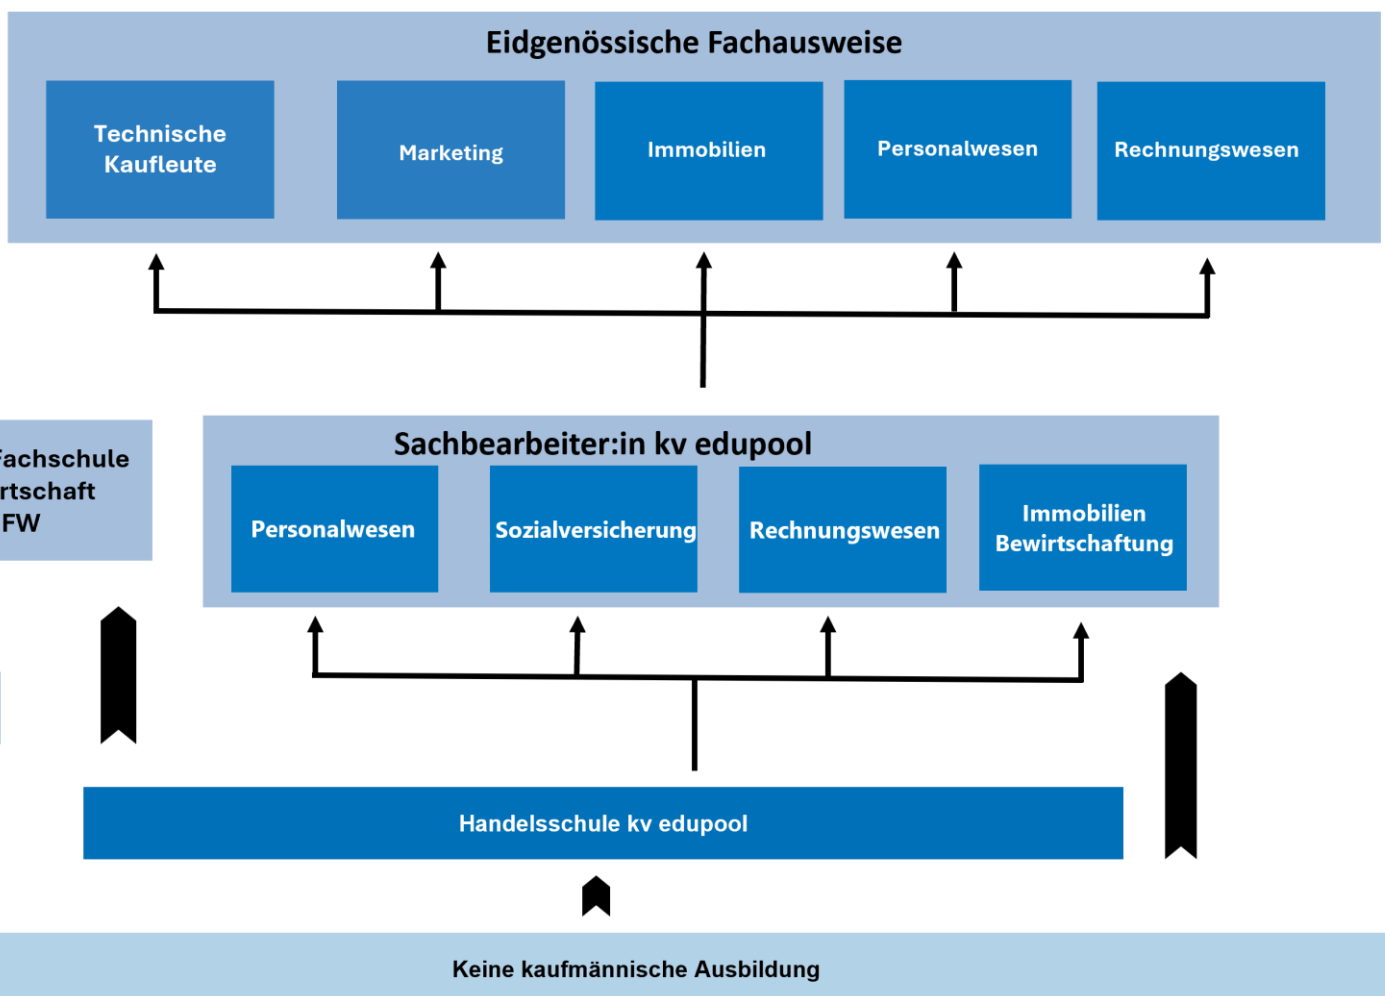 Eidgenössische Fachausweise
Technische
Kaufleute
Marketing
Immobilien
Personalwesen
Rechnungswesen
Fachschule
rtschaft
FW
Sachbearbeiter:in kv edupool
Personalwesen
Sozialversicherung
Rechnungswesen
Immobilien
Bewirtschaftung
Handelsschule kv edupool
Keine kaufmännische Ausbildung